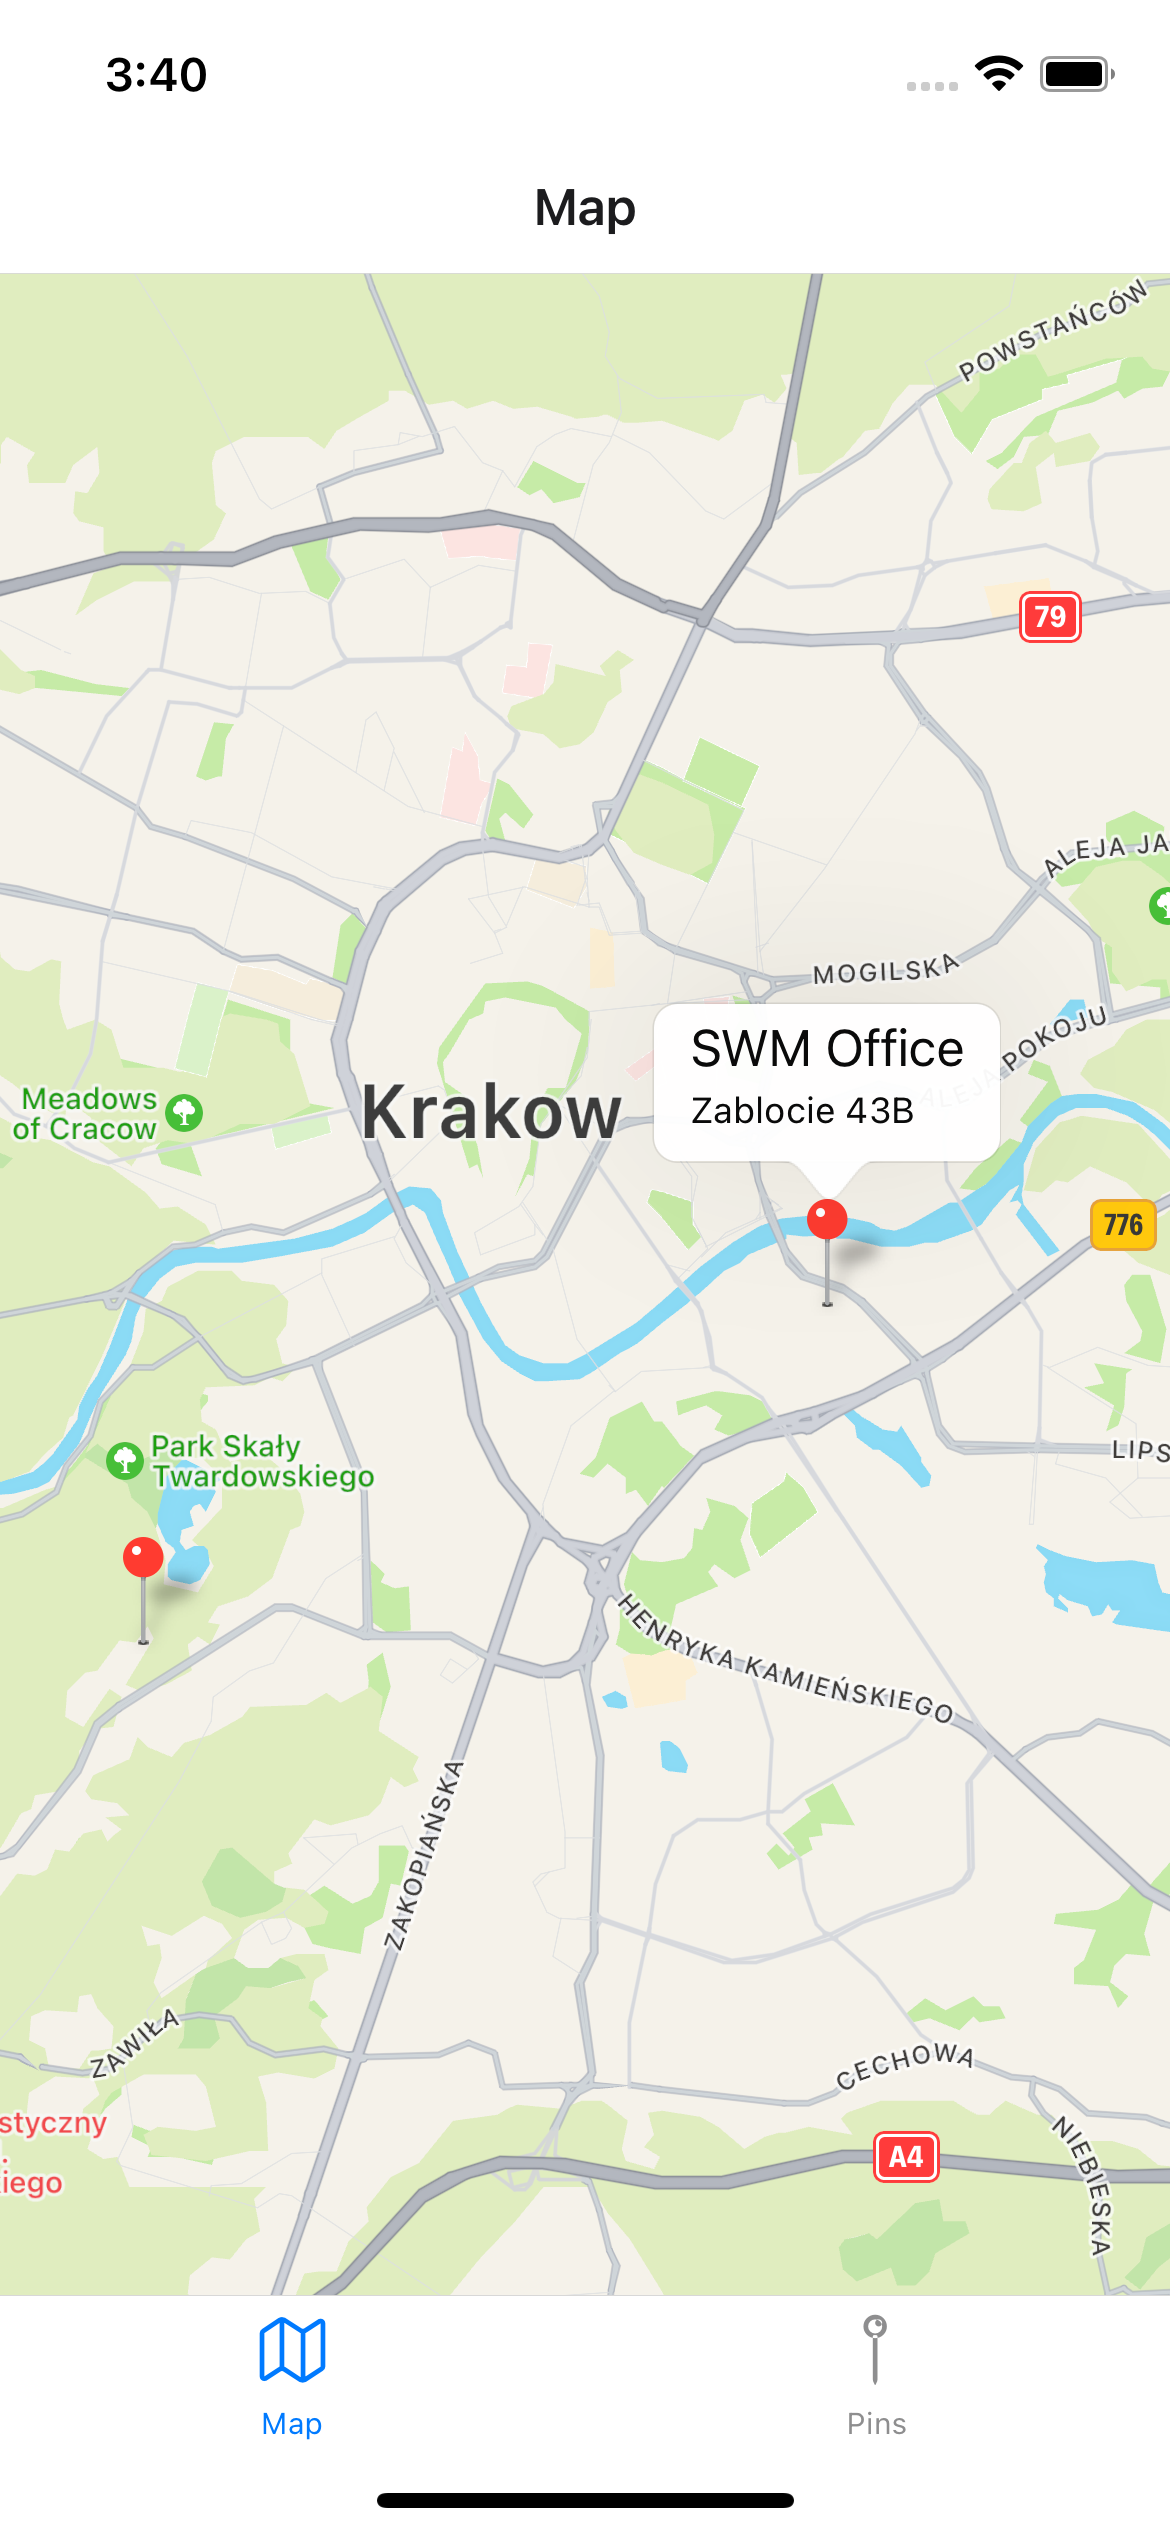 3:40
Map
POWSTAŃCÓW
79
ALEJA JA
MOGILSKA
ALEJA POKOJU
SWM Office
Zablocie 43B
Krakow
Meadows
of Cracow
776
Park Skały
Twardowskiego
LIPS
HENRYKA KAMIEŃSKIEGO
ZAKOPIAŃSKA
ZAWIŁA
CECHOWA
NIEBIESKA
styczny
iego
A4
Map
Pins